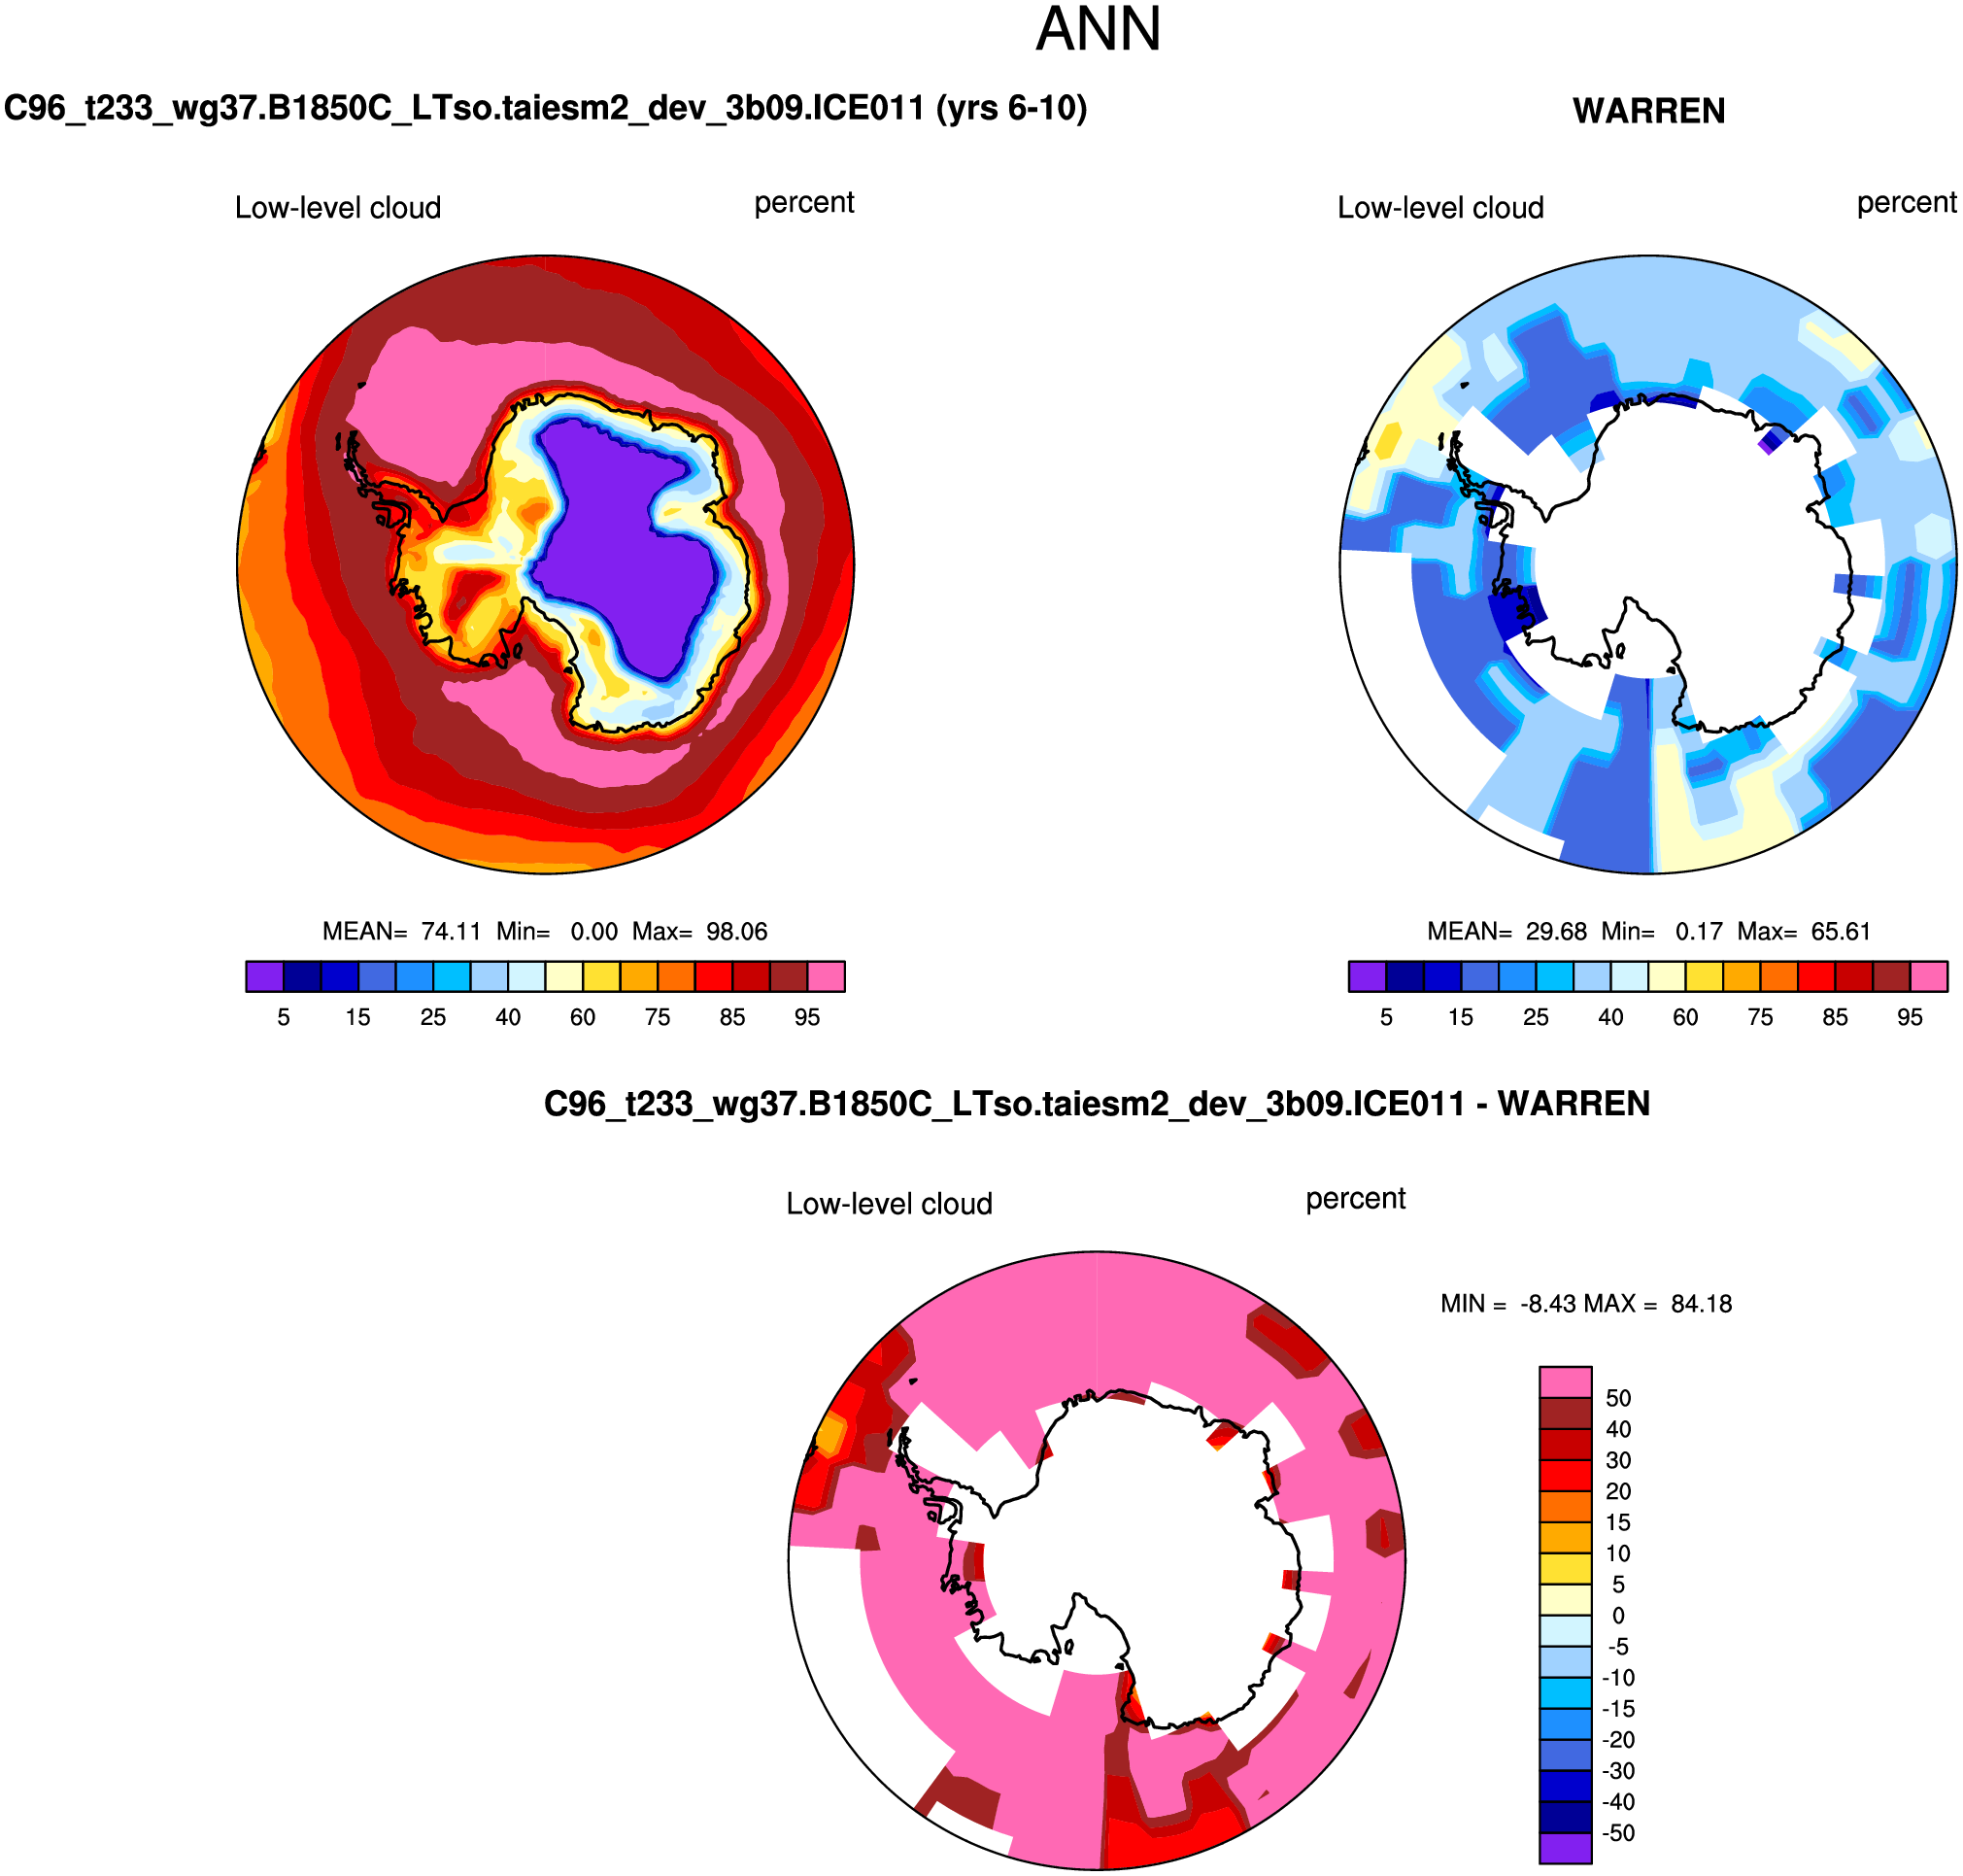 ANN
C96_t233_wg37.B1850C_LTso.taiesm2_dev_3b09.ICE011 (yrs 6-10)
WARREN
Low-level cloud percent
Low-level cloud percent
MEAN= 74.11 Min= 0.00 Max= 98.06
MEAN= 29.68 Min= 0.17 Max= 65.61
5 15 25 40 60 75 85 95
5 15 25 40 60 75 85 95
C96_t233_wg37.B1850C_LTso.taiesm2_dev_3b09.ICE011 - WARREN
Low-level cloud percent
MIN = -8.43 MAX = 84.18
50
40
30
20
15
10
5
0
-5
-10
-15
-20
-30
-40
-50